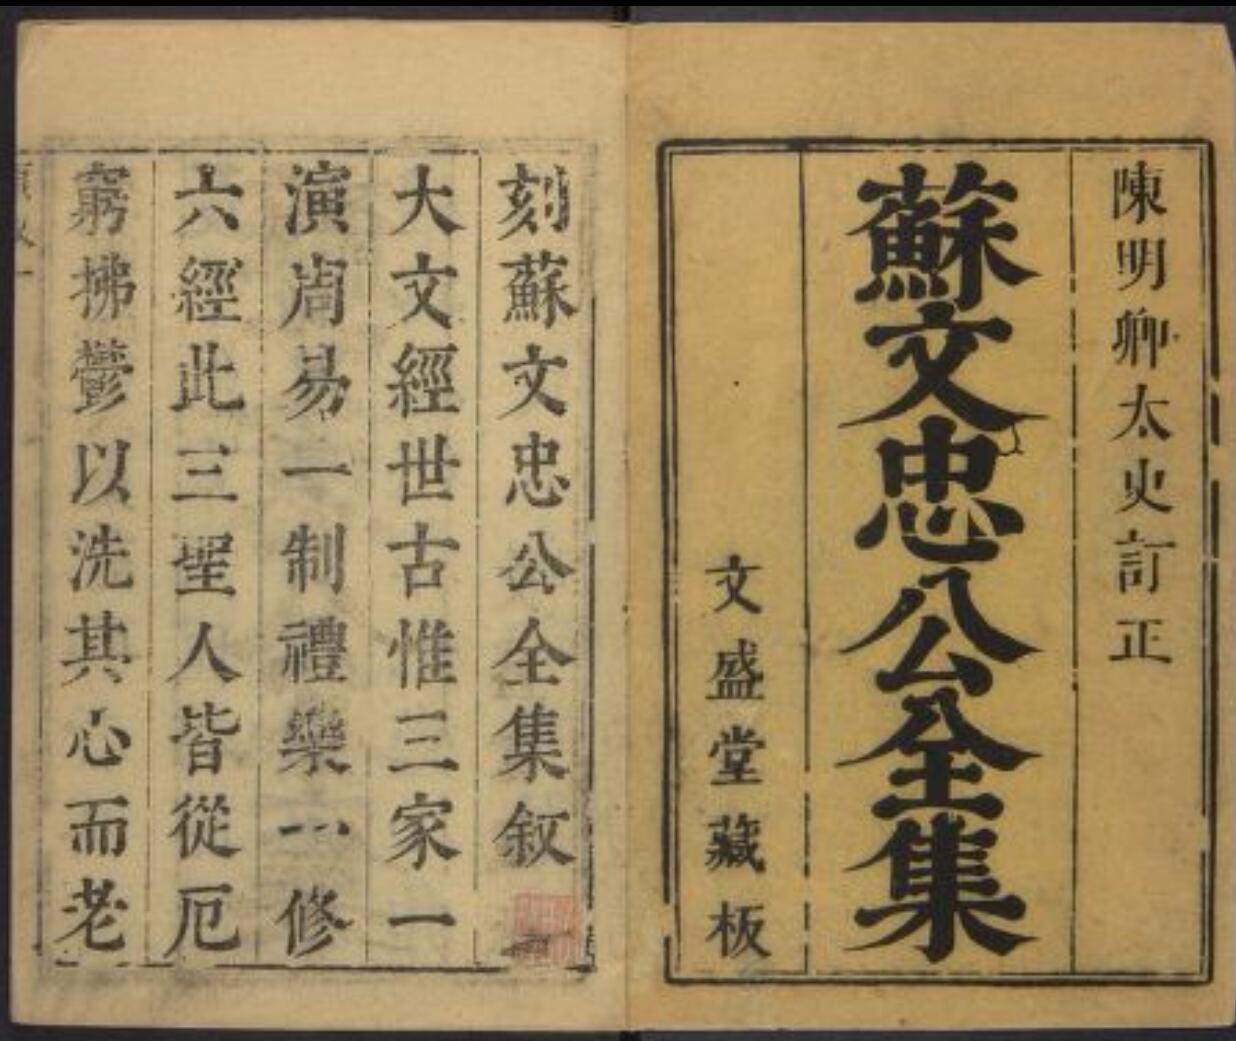 陳明卿太史訂正
蘇文忠公全集
文盛堂藏板
刻蘇文忠公全集叙
大文經世古惟三家一
演周易一制禮樂一修
六經此三聖人皆從厄
窮拂鬱以洗其心而老